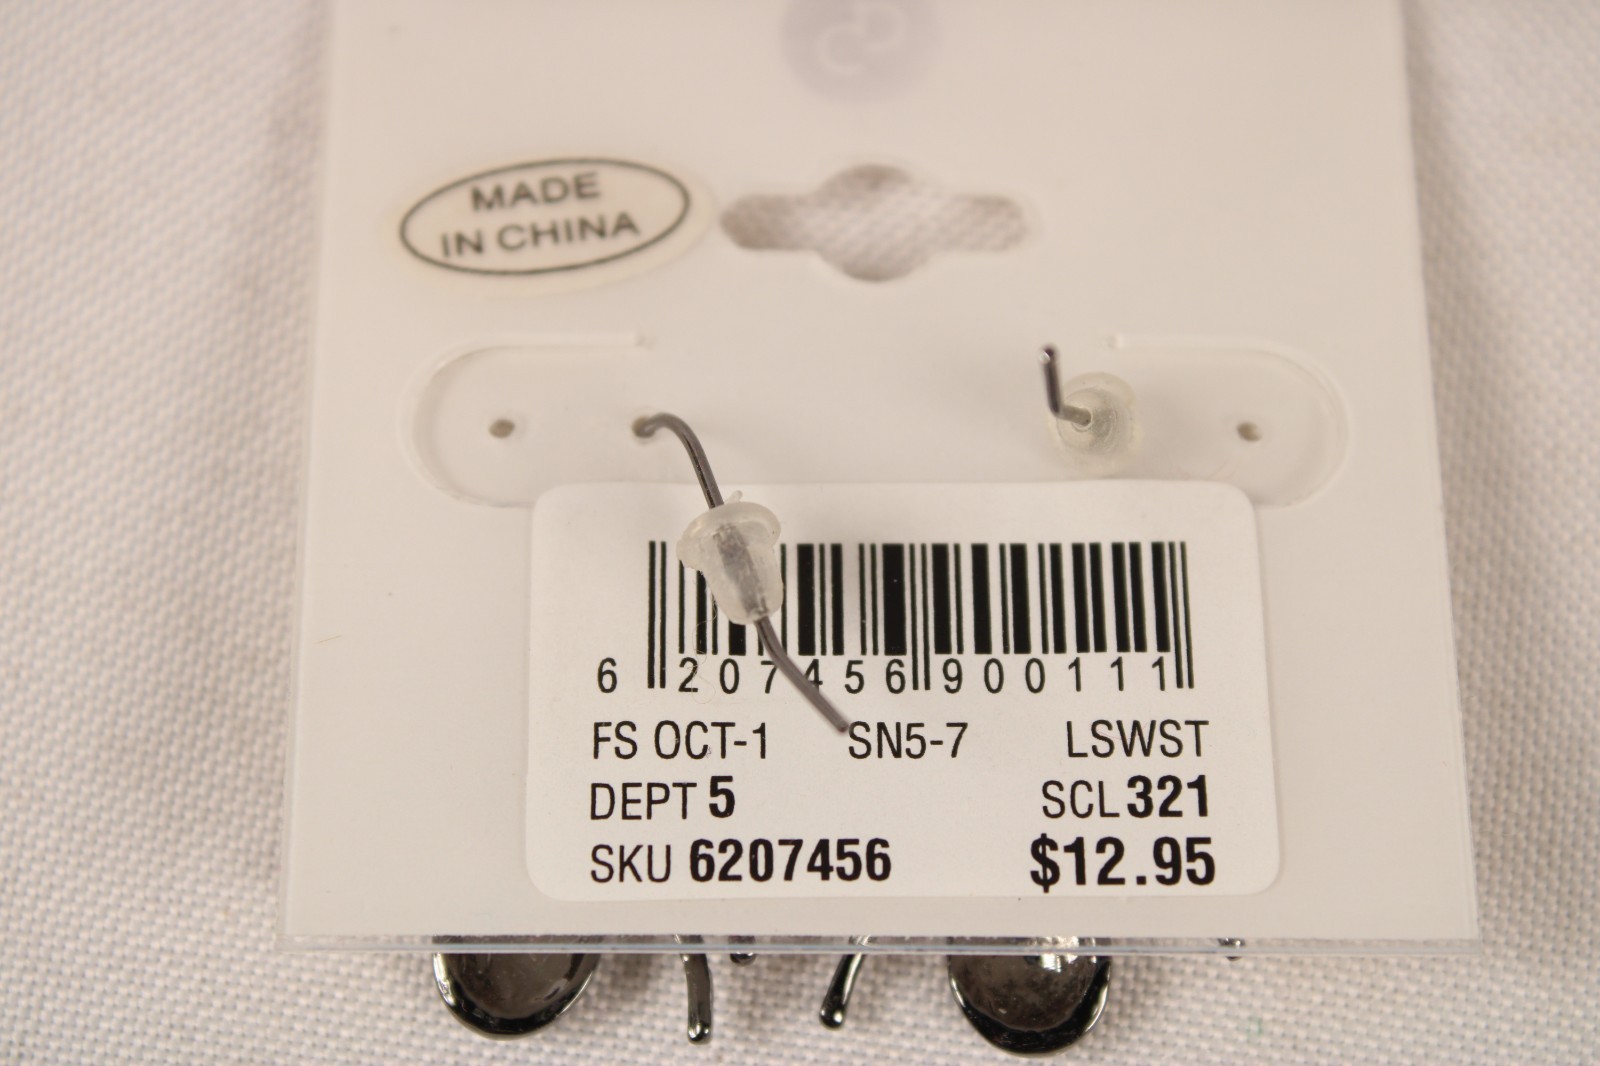 MADE
IN CHINA
6 207456 900111
FS OCT-1 SN5-7 LSWST
DEPT 5 SCL 321
SKU 6207456 $12.95